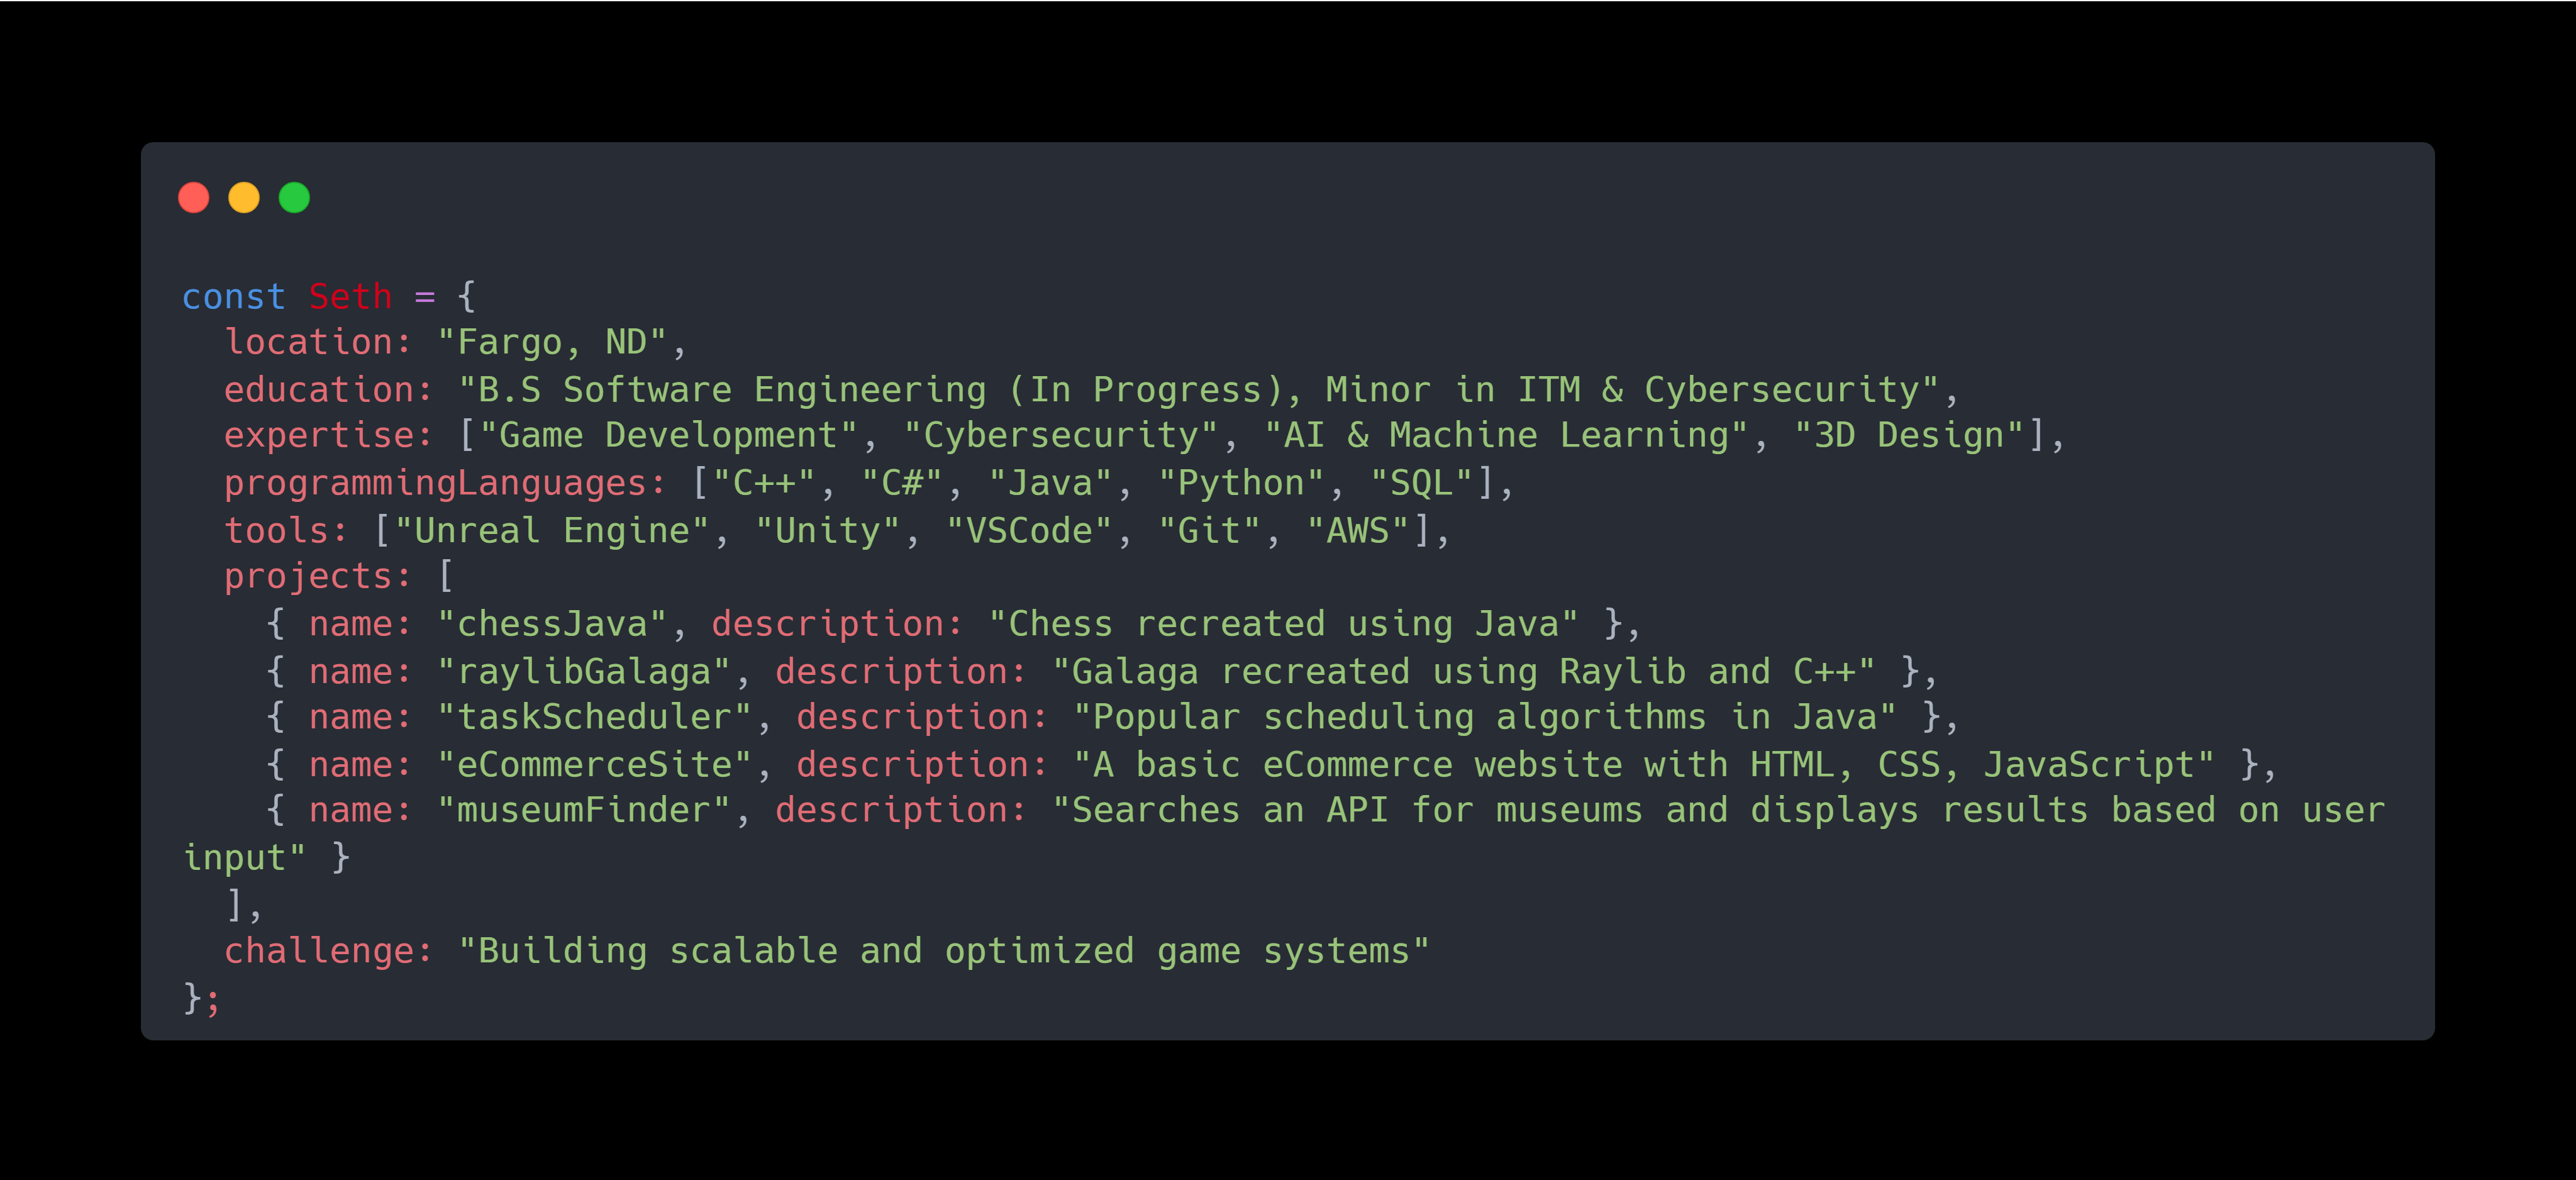 const Seth = {
  location: "Fargo, ND",
  education: "B.S Software Engineering (In Progress), Minor in ITM & Cybersecurity",
  expertise: ["Game Development", "Cybersecurity", "AI & Machine Learning", "3D Design"],
  programmingLanguages: ["C++", "C#", "Java", "Python", "SQL"],
  tools: ["Unreal Engine", "Unity", "VSCode", "Git", "AWS"],
  projects: [
    { name: "chessJava", description: "Chess recreated using Java" },
    { name: "raylibGalaga", description: "Galaga recreated using Raylib and C++" },
    { name: "taskScheduler", description: "Popular scheduling algorithms in Java" },
    { name: "eCommerceSite", description: "A basic eCommerce website with HTML, CSS, JavaScript" },
    { name: "museumFinder", description: "Searches an API for museums and displays results based on user
input" }
  ],
  challenge: "Building scalable and optimized game systems"
};